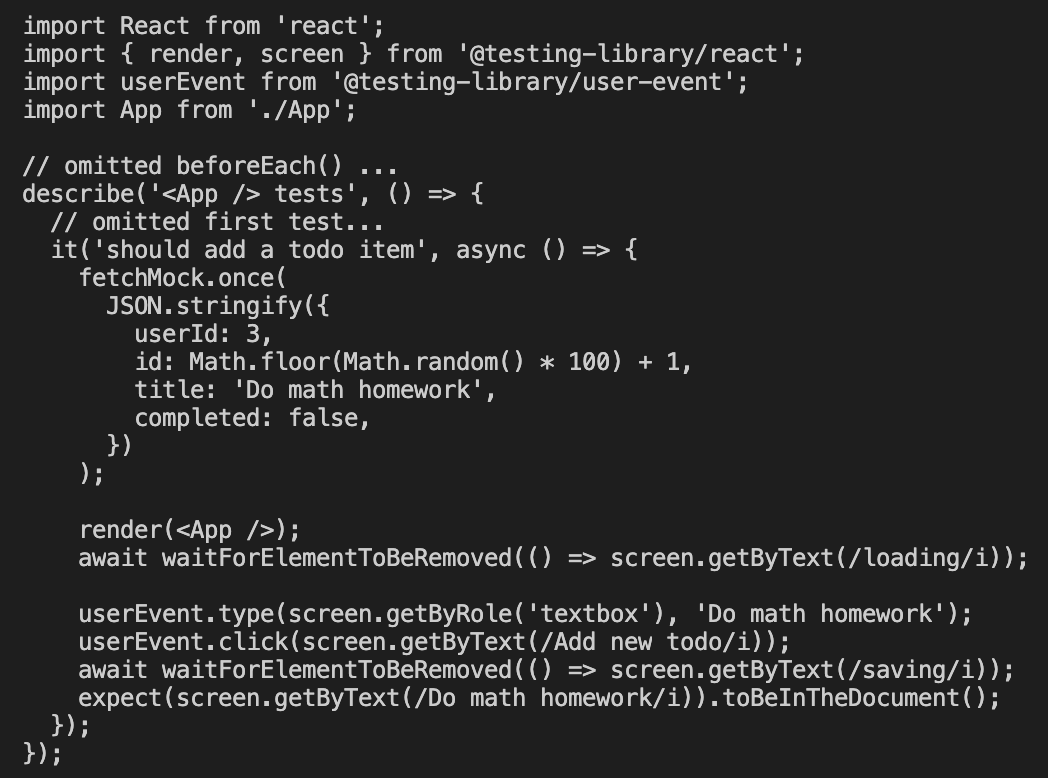 import React from 'react';
import { render, screen } from '@testing-library/react';
import userEvent from '@testing-library/user-event';
import App from './App';

// omitted beforeEach() ...
describe('<App /> tests', () => {
  // omitted first test...
  it('should add a todo item', async () => {
    fetchMock.once(
      JSON.stringify({
        userId: 3,
        id: Math.floor(Math.random() * 100) + 1,
        title: 'Do math homework',
        completed: false,
      })
    );

    render(<App />);
    await waitForElementToBeRemoved(() => screen.getByText(/loading/i));

    userEvent.type(screen.getByRole('textbox'), 'Do math homework');
    userEvent.click(screen.getByText(/Add new todo/i));
    await waitForElementToBeRemoved(() => screen.getByText(/saving/i));
    expect(screen.getByText(/Do math homework/i)).toBeInTheDocument();
  });
});